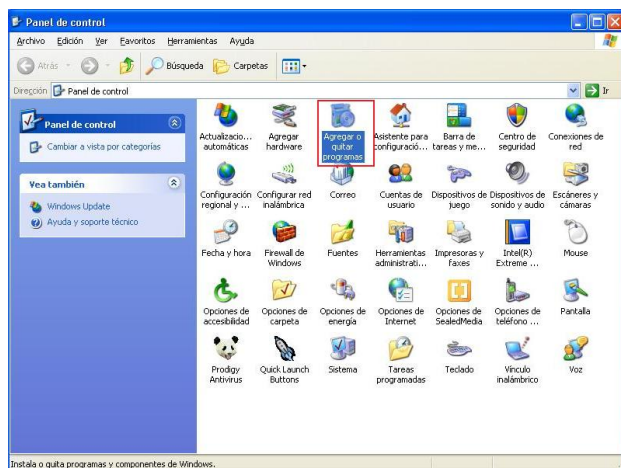 Panel de control
Archivo Edición Ver Favoritos Herramientas Ayuda
Atrás Búsqueda Carpetas
Dirección Panel de control Ir
Panel de control
Cambiar a vista por categorías
Vea también
Windows Update
Ayuda y soporte técnico
Actualizacio... automáticas
Agregar hardware
Agregar o quitar programas
Asistente para configuració...
Barra de tareas y me...
Centro de seguridad
Conexiones de red
Configuración regional y ...
Configurar red inalámbrica
Correo
Cuentas de usuario
Dispositivos de juego
Dispositivos de sonido y audio
Escáneres y cámaras
Fecha y hora
Firewall de Windows
Fuentes
Herramientas administrati...
Impresoras y faxes
Intel(R) Extreme ...
Mouse
Opciones de accesibilidad
Opciones de carpeta
Opciones de energía
Opciones de Internet
Opciones de SealedMedia
Opciones de teléfono ...
Pantalla
Prodigy Antivirus
Quick Launch Buttons
Sistema
Tareas programadas
Teclado
Vínculo inalámbrico
Voz
Instala o quita programas y componentes de Windows.